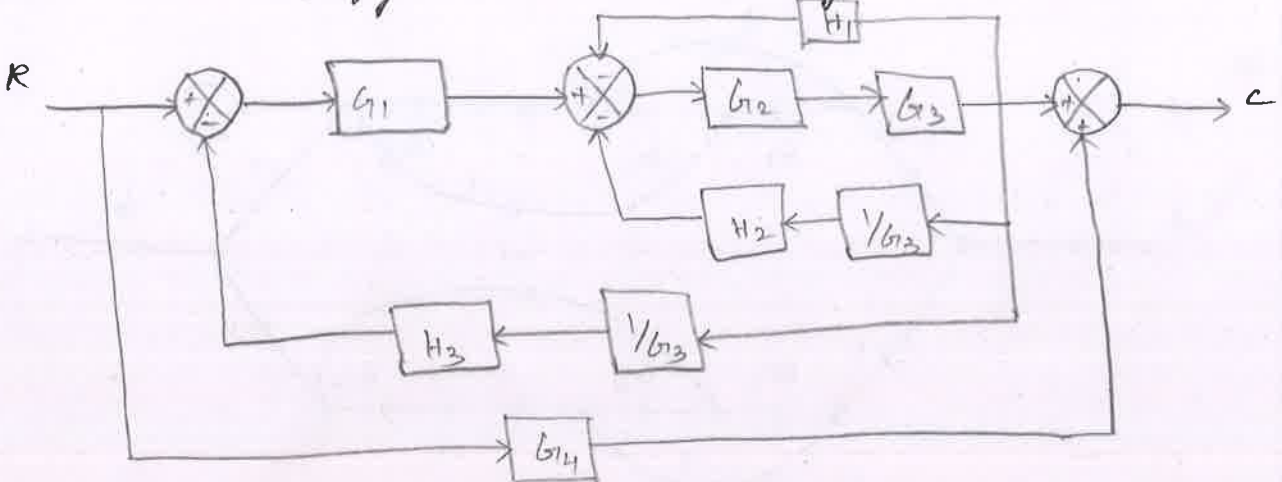 H1
R
+ - G1 + - - G2 G3 + + C
H2 1/G3
H3 1/G3
G4